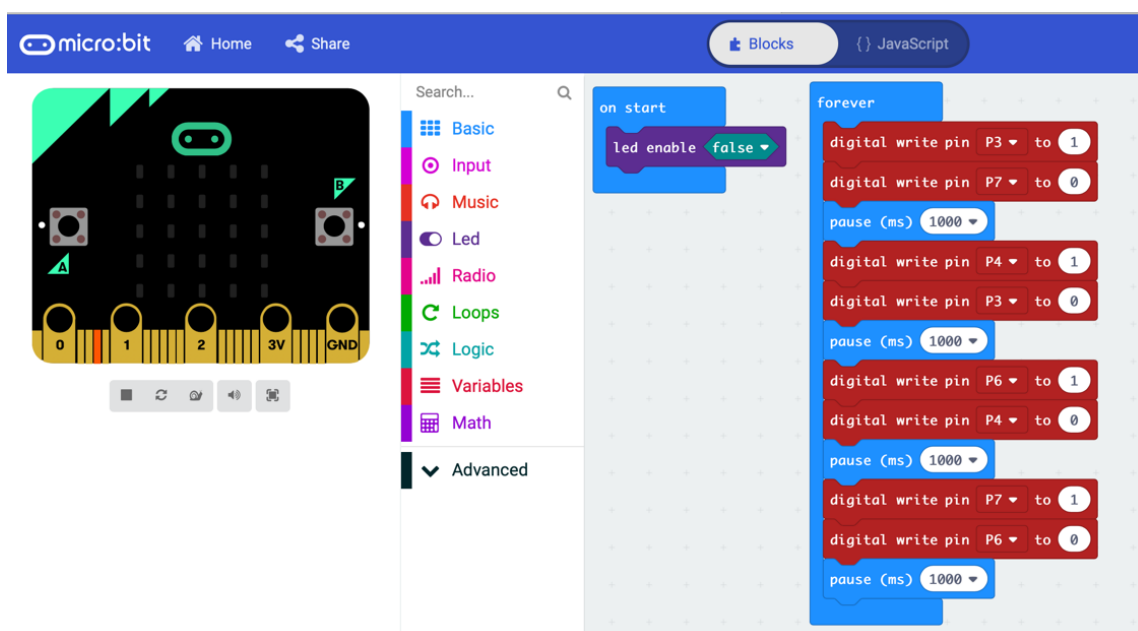 micro:bit Home Share Blocks {} JavaScript
B
A
0 1 2 3V GND
Search...
Basic
Input
Music
Led
Radio
Loops
Logic
Variables
Math
Advanced
on start
led enable false
forever
digital write pin P3 to 1
digital write pin P7 to 0
pause (ms) 1000
digital write pin P4 to 1
digital write pin P3 to 0
pause (ms) 1000
digital write pin P6 to 1
digital write pin P4 to 0
pause (ms) 1000
digital write pin P7 to 1
digital write pin P6 to 0
pause (ms) 1000